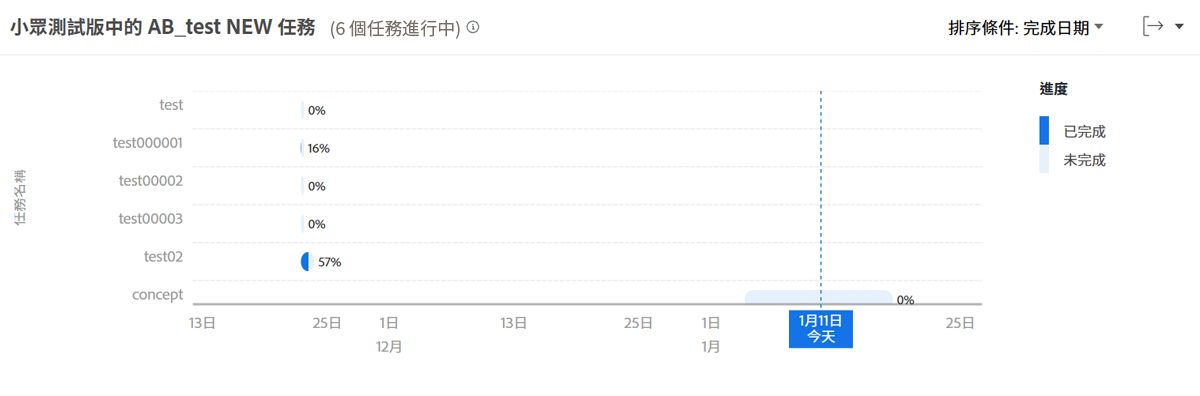 小眾測試版中的 AB_test NEW 任務 (6 個任務進行中)
排序條件: 完成日期
進度
已完成
未完成
任務名稱
test 0%
test000001 16%
test00002 0%
test00003 0%
test02 57%
concept 0%
13日 25日 1日 13日 25日 1日 1月11日 25日
12月 1月 今天